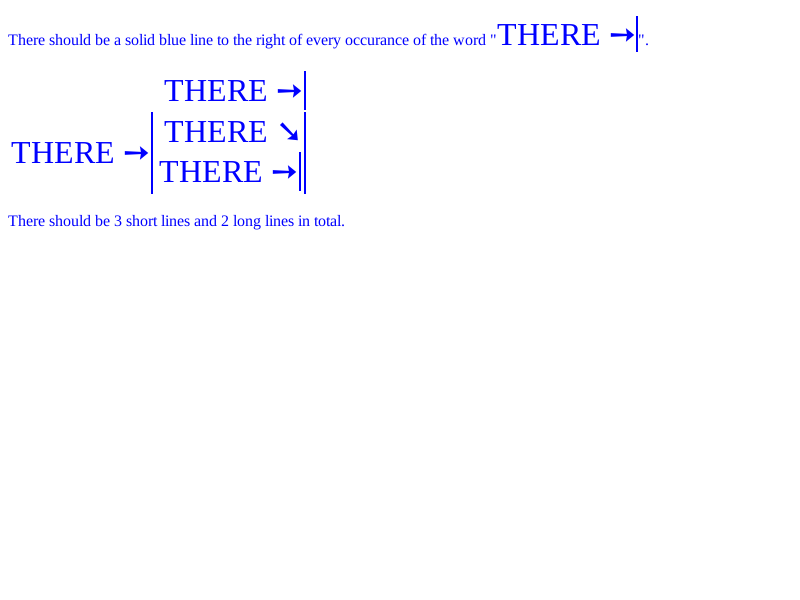 There should be a solid blue line to the right of every occurance of the word "THERE →".
THERE →
THERE ↘
THERE →
THERE →
There should be 3 short lines and 2 long lines in total.